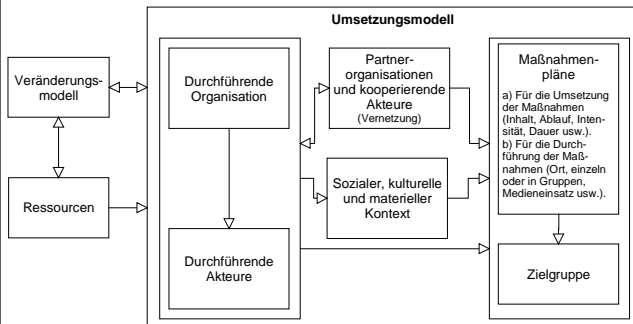 Umsetzungsmodell
Veränderungs-
modell
Ressourcen
Durchführende
Organisation
Durchführende
Akteure
Partner-
organisationen
und kooperierende
Akteure
(Vernetzung)
Sozialer, kulturelle
und materieller
Kontext
Maßnahmen-
pläne
a) Für die Umsetzung
der Maßnahmen
(Inhalt, Ablauf, Inten-
sität, Dauer usw.).
b) Für die Durch-
führung der Maß-
nahmen (Ort, einzeln
oder in Gruppen,
Medieneinsatz usw.).
Zielgruppe